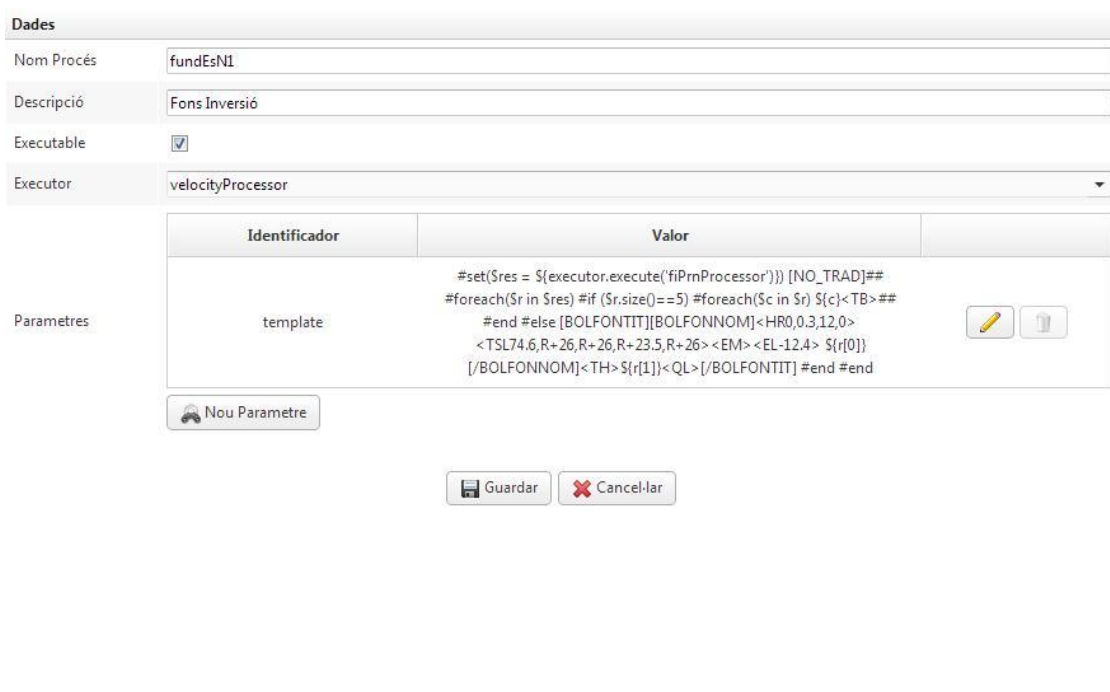 Dades
Nom Procés
fundEsN1
Descripció
Fons Inversió
Executable
Executor
velocityProcessor
Parametres
Identificador
Valor
template
#set($res = ${executor.execute('fiPrnProcessor')}) [NO_TRAD]##
#foreach($r in $res) #if ($r.size()==5) #foreach($c in $r) ${c}<TB>##
#end #else [BOLFONTIT][BOLFONNOM]<HR0,0.3,12,0>
<TSL74.6,R+26,R+26,R+23.5,R+26><EM><EL-12.4> ${r[0]}
[/BOLFONNOM]<TH>${r[1]}<QL>[/BOLFONTIT] #end #end
Nou Parametre
Guardar
Cancel·lar